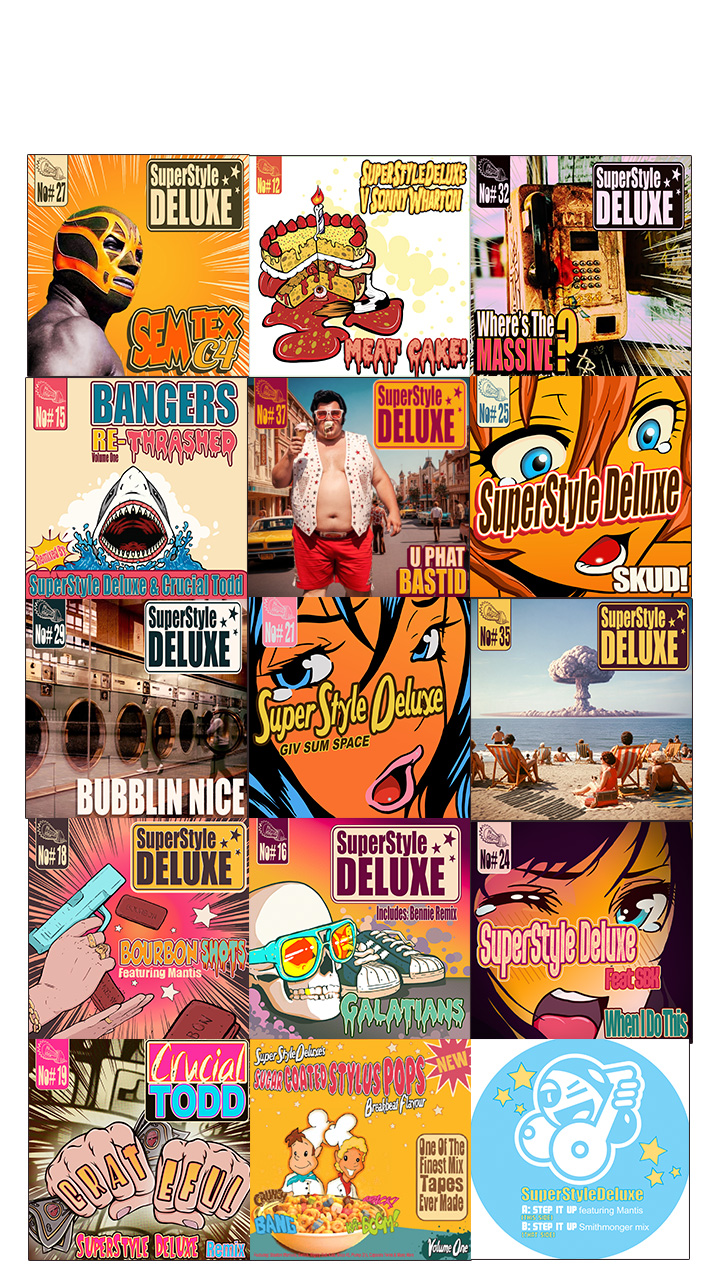 No# 27
SuperStyle
DELUXE
SEMTEX
C4
No# 12
SUPERSTYLEDELUXE
V SONNY WHARTON
MEAT CAKE!
No# 32
SuperStyle
DELUXE
Where's The
MASSIVE?
No# 15
BANGERS
RE-THRASHED
Volume One
Remixed By
SuperStyle Deluxe & Crucial Todd
No# 37
SuperStyle
DELUXE
U PHAT
BASTID
No# 25
SuperStyle Deluxe
SKUD!
No# 29
SuperStyle
DELUXE
BUBBLIN NICE
No# 21
Super Style Deluxe
GIV SUM SPACE
No# 35
SuperStyle
DELUXE
No# 18
SuperStyle
DELUXE
BOURBON SHOTS
featuring Mantis
No# 16
SuperStyle
DELUXE
Includes: Bennie Remix
GALATIANS
No# 24
SuperStyle Deluxe
Feat SBK
When I Do This
No# 19
Crucial
TODD
GRATEFUL
SUPERSTYLE DELUXE Remix
SuperStyleDeluxe's
SUGAR COATED STYLUS POPS
Breakbeat Flavour
NEW
One Of The
Finest Mix
Tapes
Ever Made
BANG
Volume One
SuperStyleDeluxe
A: STEP IT UP featuring Mantis
B: STEP IT UP Smithmonger mix